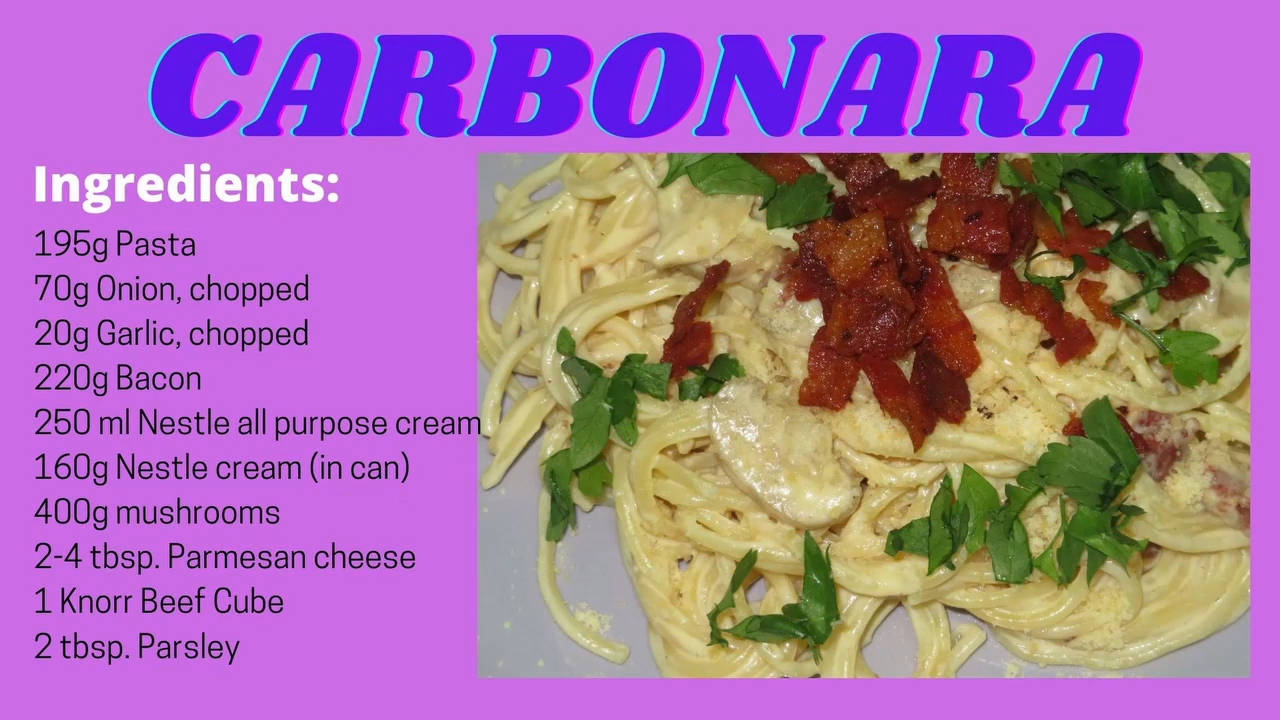 CARBONARA
Ingredients:
195g Pasta
70g Onion, chopped
20g Garlic, chopped
220g Bacon
250 ml Nestle all purpose cream
160g Nestle cream (in can)
400g mushrooms
2-4 tbsp. Parmesan cheese
1 Knorr Beef Cube
2 tbsp. Parsley